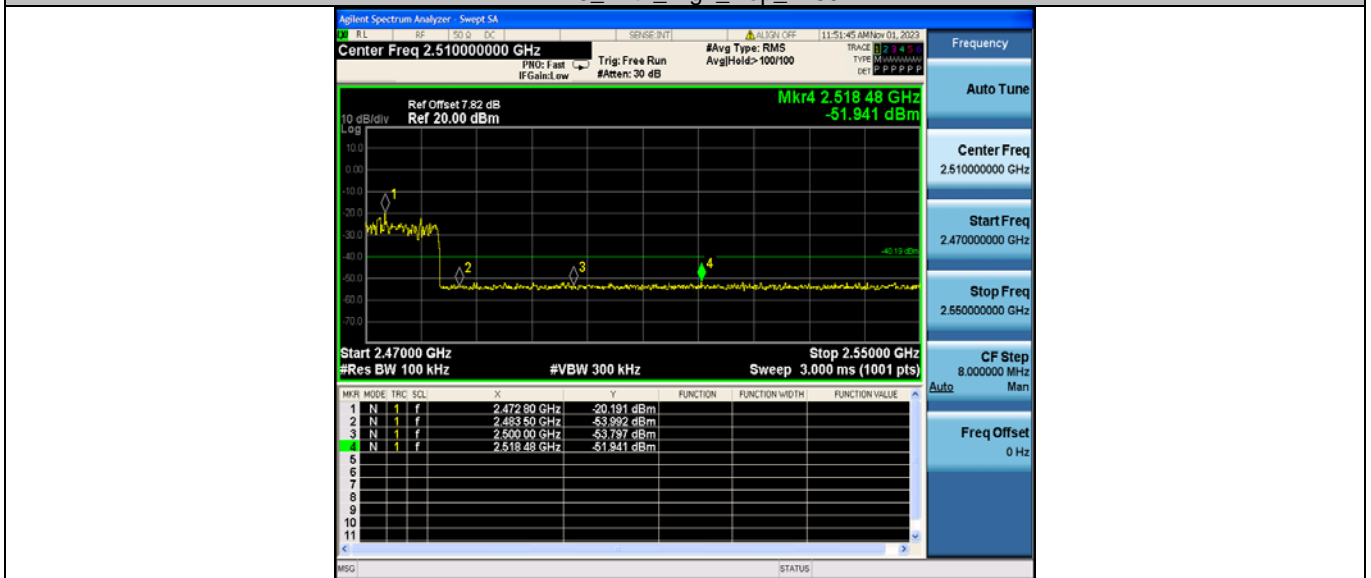 Agilent Spectrum Analyzer - Swept SA
RL RF 50 Ω DC SENSE:INT ALIGN OFF 11:51:45 AM Nov 01, 2023
Center Freq 2.510000000 GHz
PNO: Fast
IFGain:Low
Trig: Free Run
#Atten: 30 dB
#Avg Type: RMS
Avg|Hold:> 100/100
TRACE 1 2 3 4 5 6
TYPE M
DET P P P P P P
Mkr4 2.518 48 GHz
-51.941 dBm
Ref Offset 7.82 dB
10 dB/div Ref 20.00 dBm
Log
10.0
0.00
-10.0
-20.0
-30.0
-40.0
-50.0
-60.0
-70.0
1
2
3
4
-40.19 dBm
Start 2.47000 GHz Stop 2.55000 GHz
#Res BW 100 kHz #VBW 300 kHz Sweep 3.000 ms (1001 pts)
MKR MODE TRC SCL X Y FUNCTION FUNCTION WIDTH FUNCTION VALUE
1 N 1 f 2.472 80 GHz -20.191 dBm
2 N 1 f 2.483 50 GHz -53.992 dBm
3 N 1 f 2.500 00 GHz -53.797 dBm
4 N 1 f 2.518 48 GHz -51.941 dBm
5
6
7
8
9
10
11
MSG STATUS
Frequency
Auto Tune
Center Freq
2.510000000 GHz
Start Freq
2.470000000 GHz
Stop Freq
2.550000000 GHz
CF Step
8.000000 MHz
Auto Man
Freq Offset
0 Hz